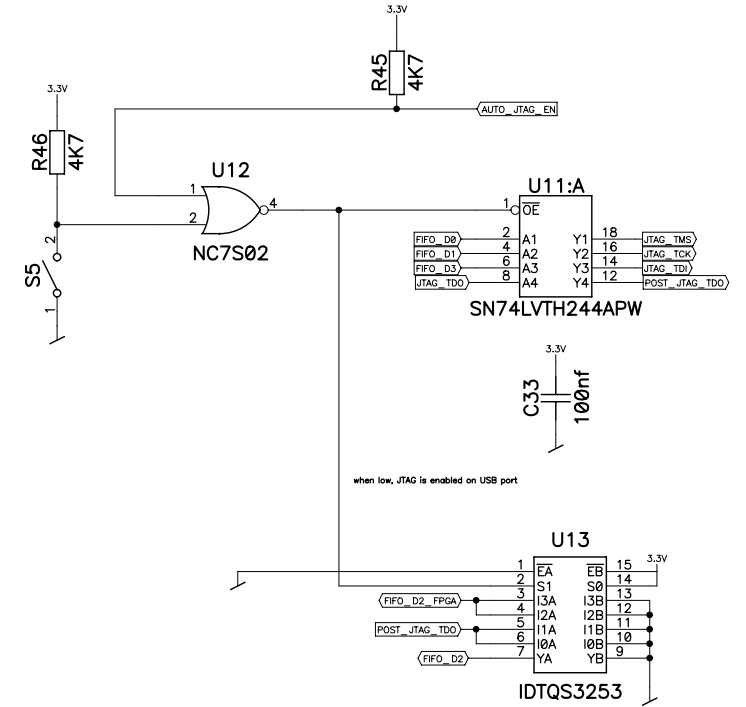 3.3V
R45
4K7
AUTO_JTAG_EN
3.3V
R46
4K7
U12
1
2
4
NC7S02
2
S5
1
U11:A
1 OE
FIFO_D0 2 A1 Y1 18 JTAG_TMS
FIFO_D1 4 A2 Y2 16 JTAG_TCK
FIFO_D3 6 A3 Y3 14 JTAG_TDI
JTAG_TDO 8 A4 Y4 12 POST_JTAG_TDO
SN74LVTH244APW
3.3V
C33
100nf
when low, JTAG is enabled on USB port
U13
3.3V
1 EA EB 15
2 S1 S0 14
FIFO_D2_FPGA 3 I3A I3B 13
4 I2A I2B 12
POST_JTAG_TDO 5 I1A I1B 11
6 I0A I0B 10
FIFO_D2 7 YA YB 9
IDTQS3253